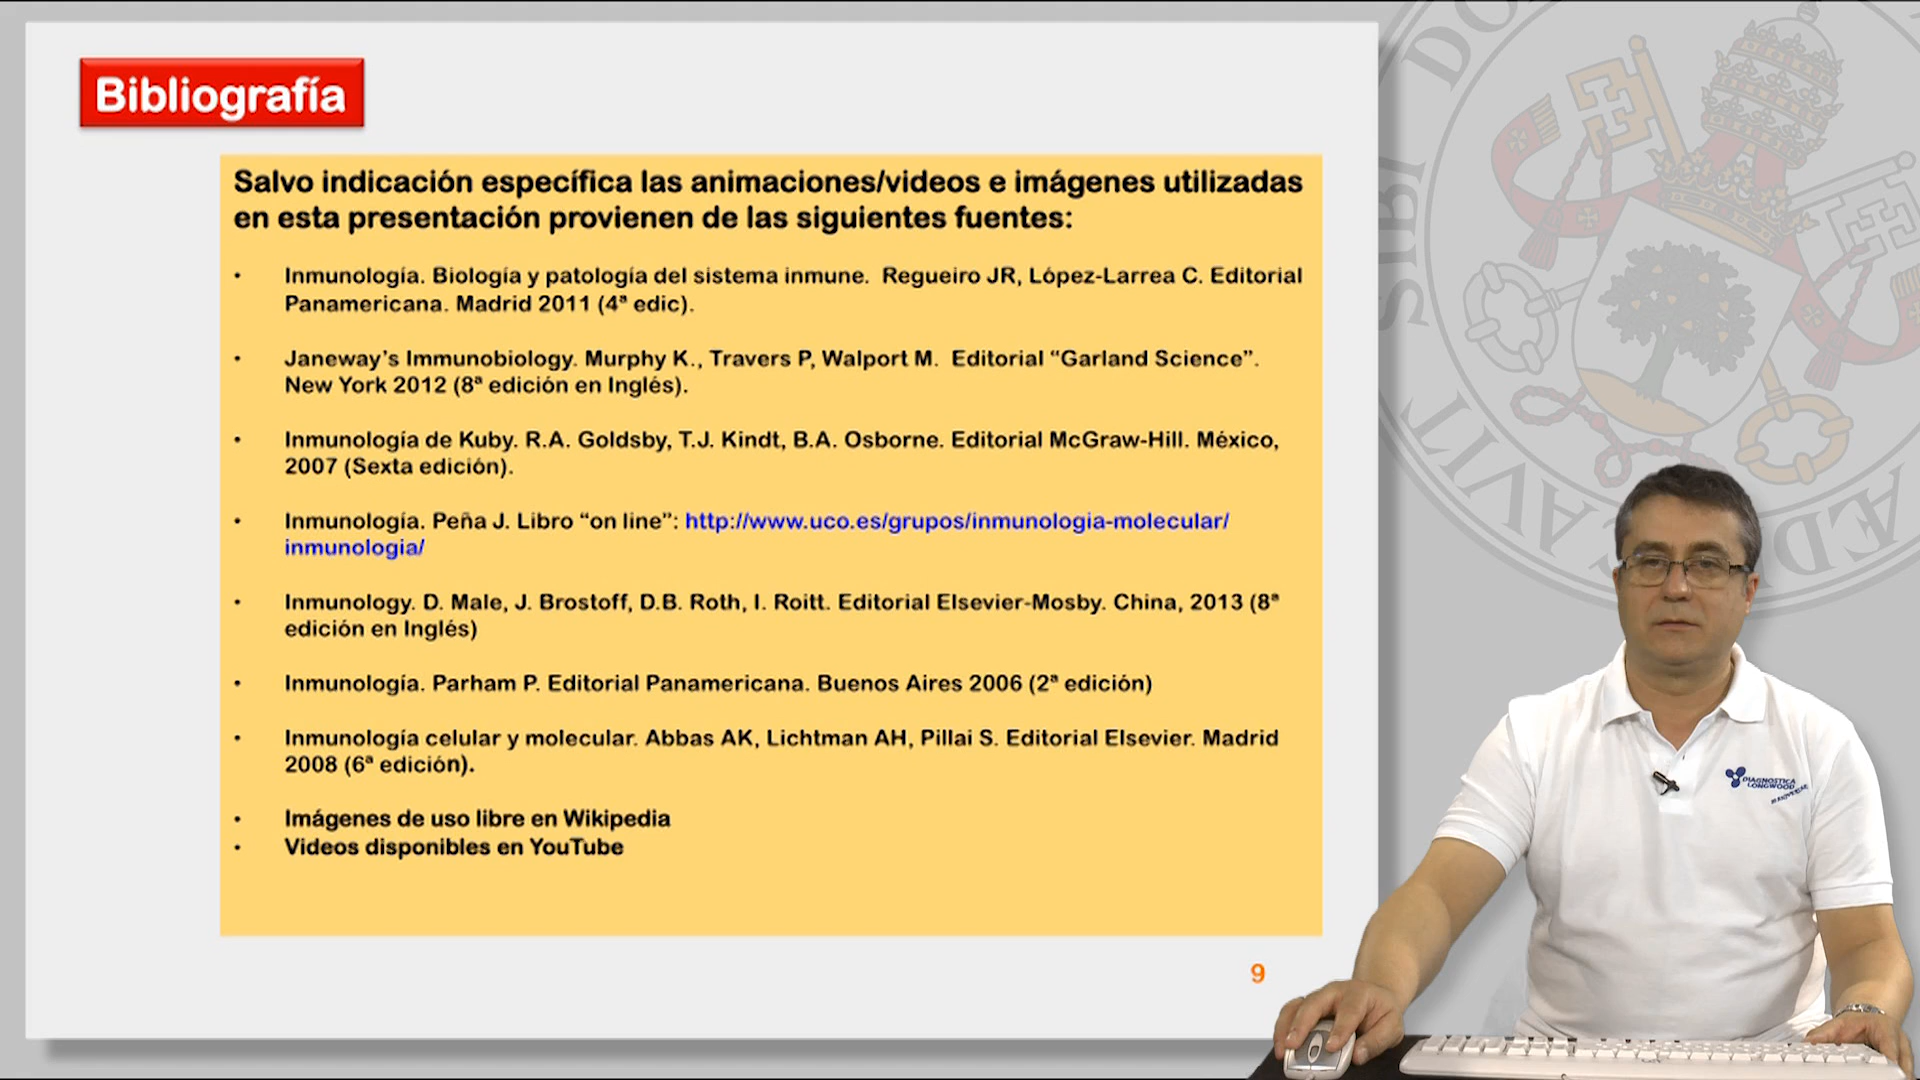 Bibliografía
Salvo indicación específica las animaciones/videos e imágenes utilizadas
en esta presentación provienen de las siguientes fuentes:
• Inmunología. Biología y patología del sistema inmune. Regueiro JR, López-Larrea C. Editorial
Panamericana. Madrid 2011 (4ª edic).
• Janeway’s Immunobiology. Murphy K., Travers P, Walport M. Editorial “Garland Science”.
New York 2012 (8ª edición en Inglés).
• Inmunología de Kuby. R.A. Goldsby, T.J. Kindt, B.A. Osborne. Editorial McGraw-Hill. México,
2007 (Sexta edición).
• Inmunología. Peña J. Libro “on line”: http://www.uco.es/grupos/inmunologia-molecular/
inmunologia/
• Inmunology. D. Male, J. Brostoff, D.B. Roth, I. Roitt. Editorial Elsevier-Mosby. China, 2013 (8ª
edición en Inglés)
• Inmunología. Parham P. Editorial Panamericana. Buenos Aires 2006 (2ª edición)
• Inmunología celular y molecular. Abbas AK, Lichtman AH, Pillai S. Editorial Elsevier. Madrid
2008 (6ª edición).
• Imágenes de uso libre en Wikipedia
• Videos disponibles en YouTube
9
SIBI
DIAGNOSTICA
LONGWOOD